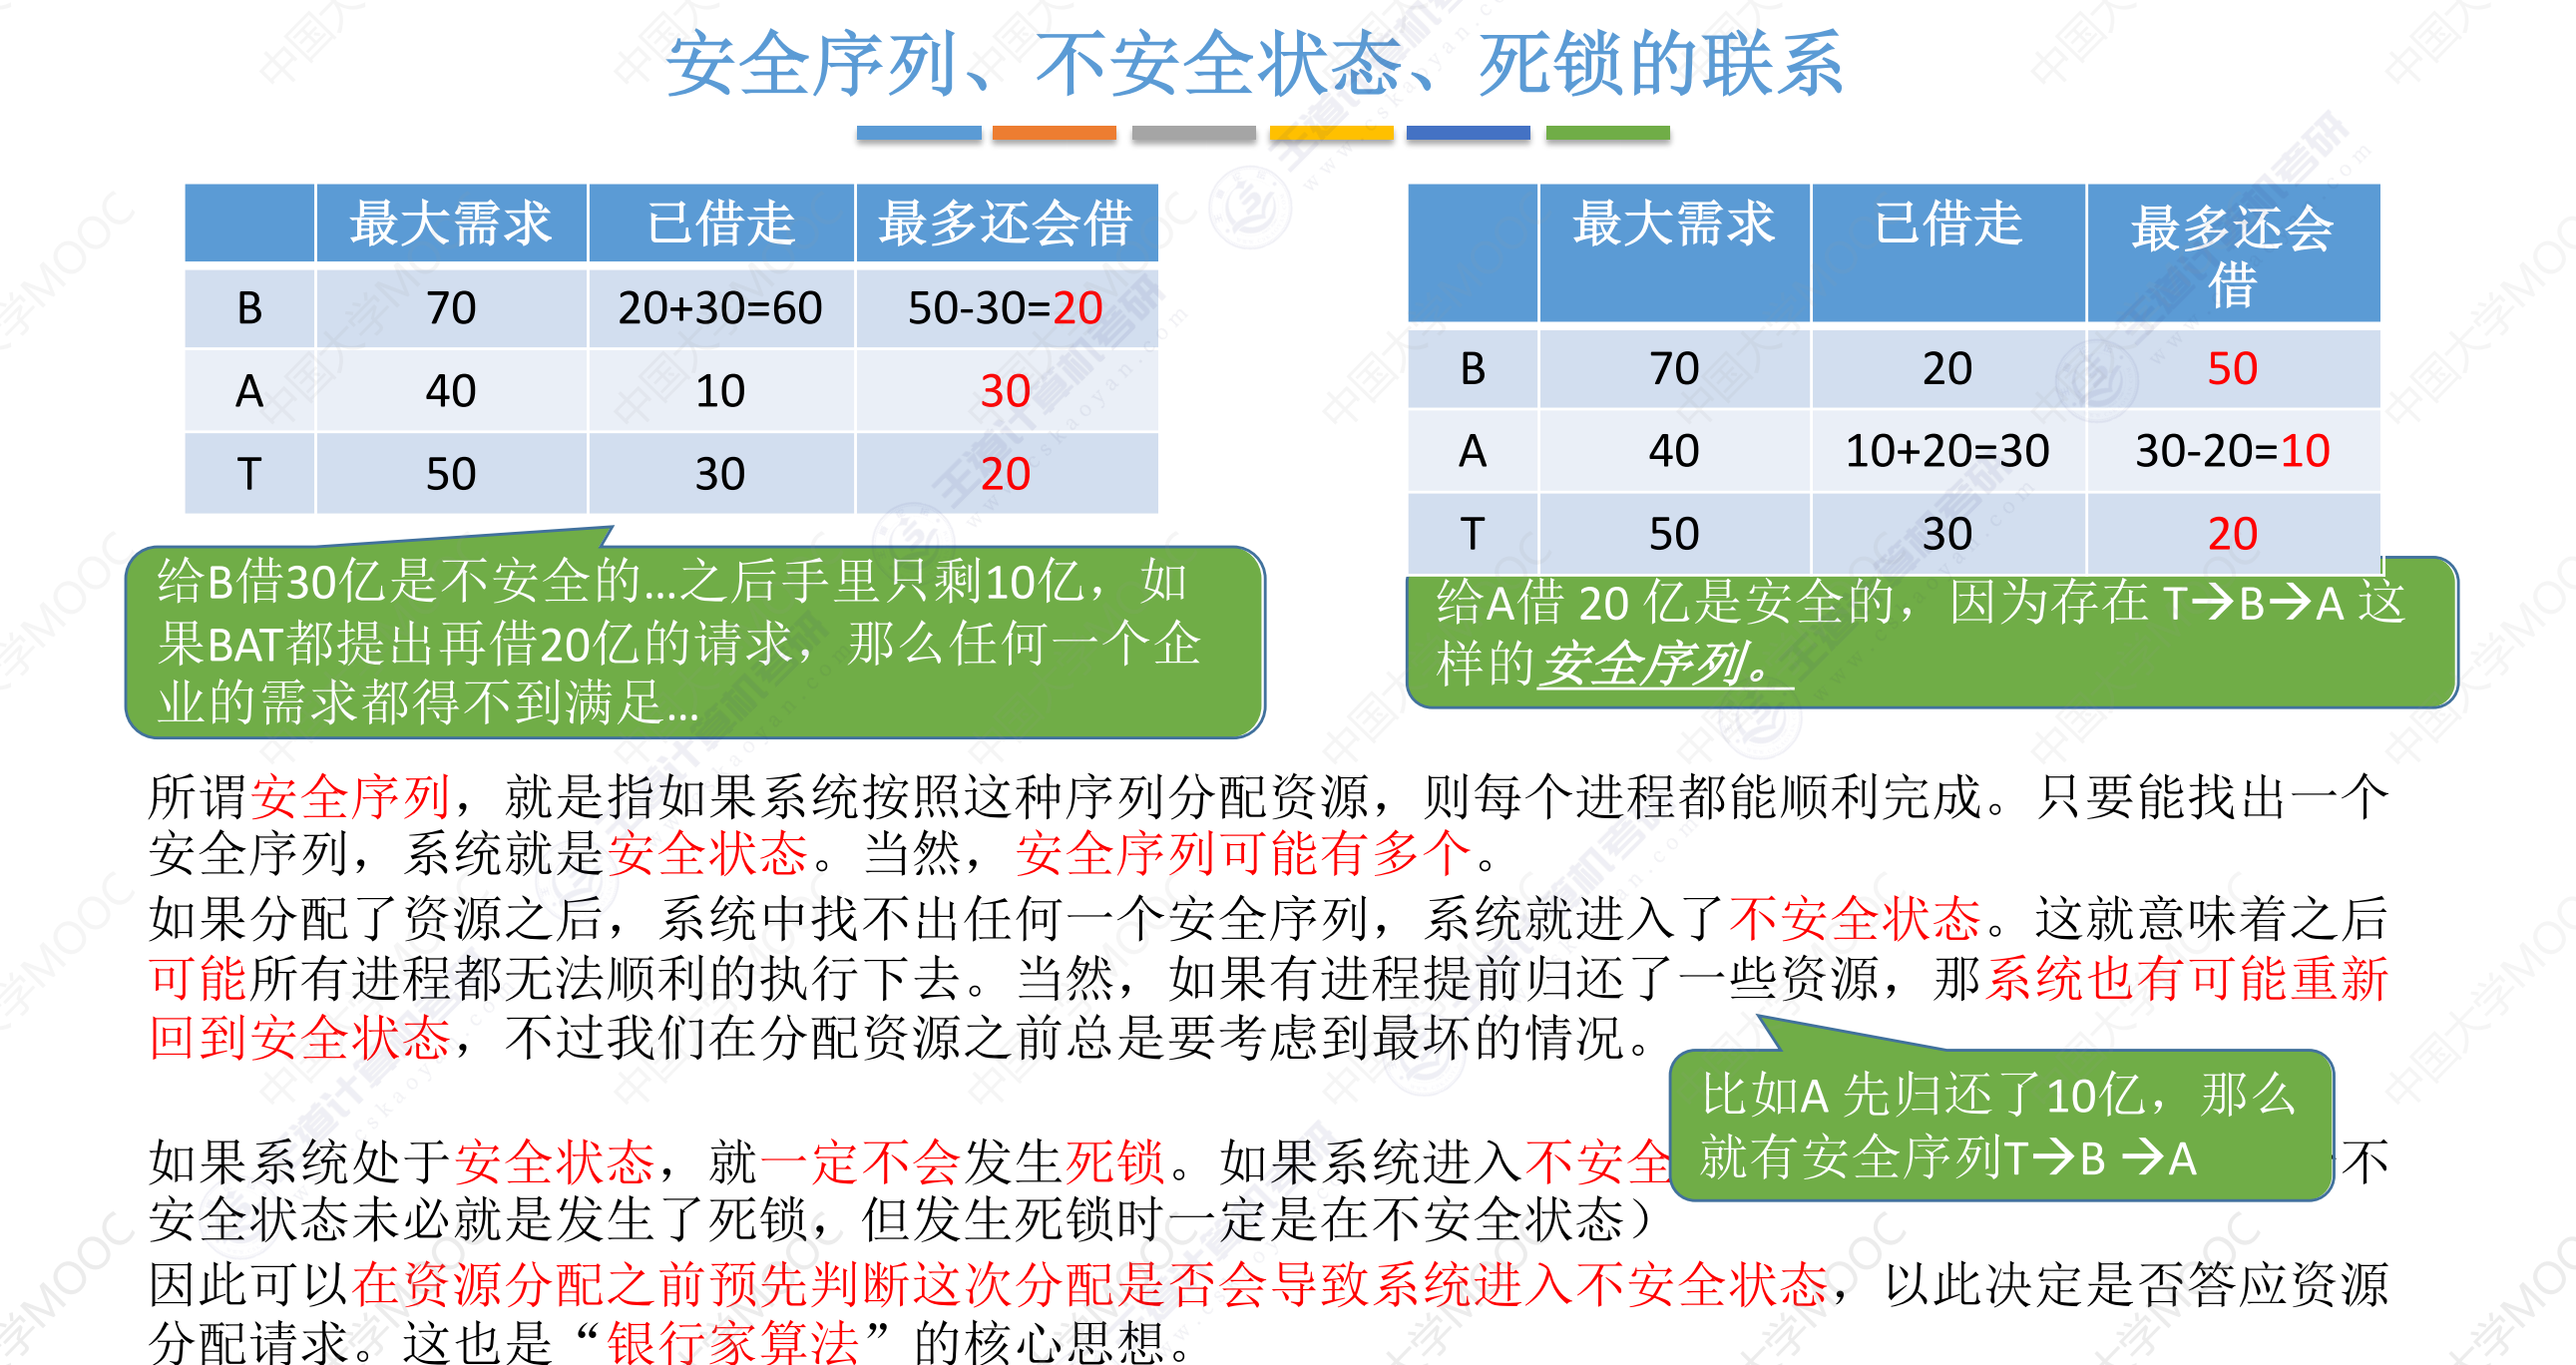 安全序列、不安全状态、死锁的联系
最大需求 已借走 最多还会借
B 70 20+30=60 50-30=20
A 40 10 30
T 50 30 20
给B借30亿是不安全的...之后手里只剩10亿，如
果BAT都提出再借20亿的请求，那么任何一个企
业的需求都得不到满足...
最大需求 已借走 最多还会
借
B 70 20 50
A 40 10+20=30 30-20=10
T 50 30 20
给A借 20 亿是安全的，因为存在 T→B→A 这
样的安全序列。
所谓安全序列，就是指如果系统按照这种序列分配资源，则每个进程都能顺利完成。只要能找出一个
安全序列，系统就是安全状态。当然，安全序列可能有多个。
如果分配了资源之后，系统中找不出任何一个安全序列，系统就进入了不安全状态。这就意味着之后
可能所有进程都无法顺利的执行下去。当然，如果有进程提前归还了一些资源，那系统也有可能重新
回到安全状态，不过我们在分配资源之前总是要考虑到最坏的情况。
比如A 先归还了10亿，那么
就有安全序列T→B →A
如果系统处于安全状态，就一定不会发生死锁。如果系统进入不安全 不
安全状态未必就是发生了死锁，但发生死锁时一定是在不安全状态）
因此可以在资源分配之前预先判断这次分配是否会导致系统进入不安全状态，以此决定是否答应资源
分配请求。这也是“银行家算法”的核心思想。
王道计算机考研
www.cskaoyan.com
中国大学MOOC